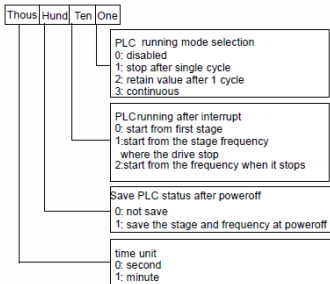 Thous Hund Ten One
PLC running mode selection
0: disabled
1: stop after single cycle
2: retain value after 1 cycle
3: continuous
PLCrunning after interrupt
0: start from first stage
1:start from the stage frequency
where the drive stop
2:start from the frequency when it stops
Save PLC status after poweroff
0: not save
1: save the stage and frequency at poweroff
time unit
0: second
1: minute